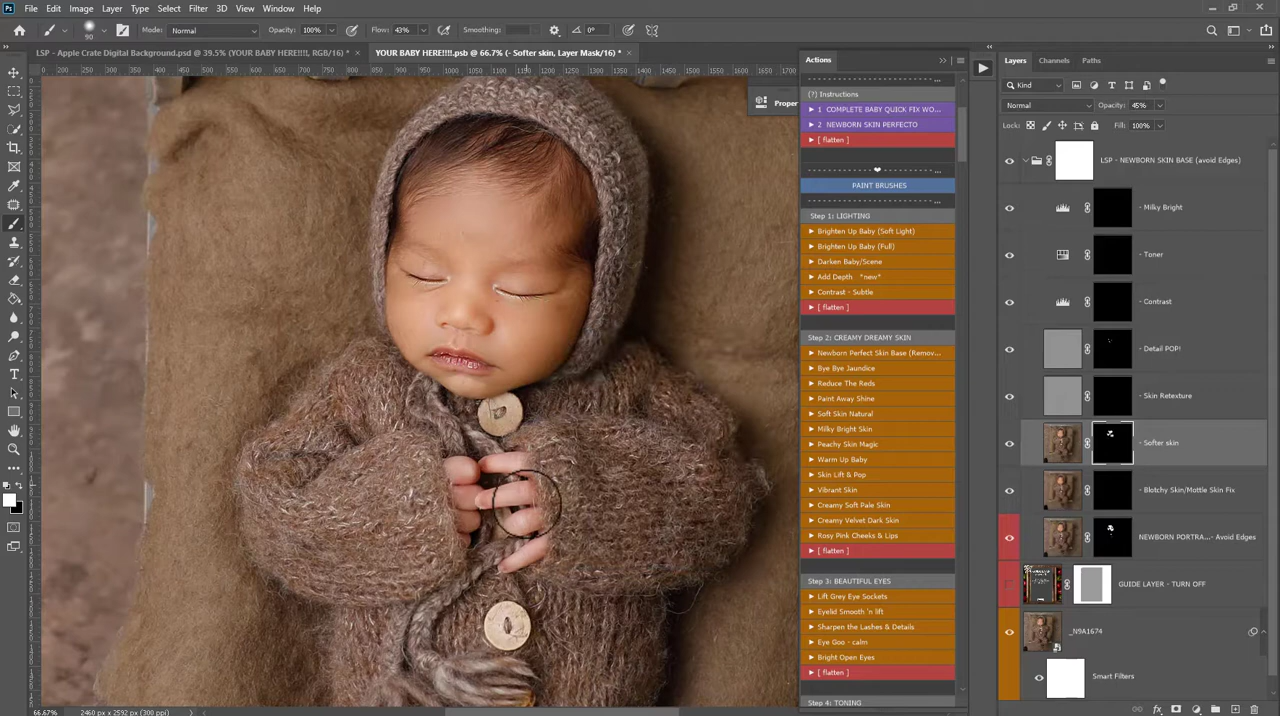 File Edit Image Layer Type Select Filter 3D View Window Help
Mode: Normal Opacity: 100% Flow: 43% Smoothing: 0°
90
LSP - Apple Crate Digital Background.psd @ 39.5% (YOUR BABY HERE!!!!, RGB/16) * × YOUR BABY HERE!!!!.psb @ 66.7% (- Softer skin, Layer Mask/16) * ×
Actions
Proper
(?) Instructions
1 COMPLETE BABY QUICK FIX WO...
2 NEWBORN SKIN PERFECTO
[ flatten ]
PAINT BRUSHES
Step 1: LIGHTING
Brighten Up Baby (Soft Light)
Brighten Up Baby (Full)
Darken Baby/Scene
Add Depth *new*
Contrast - Subtle
[ flatten ]
Step 2: CREAMY DREAMY SKIN
Newborn Perfect Skin Base (Remov...
Bye Bye Jaundice
Reduce The Reds
Paint Away Shine
Soft Skin Natural
Milky Bright Skin
Peachy Skin Magic
Warm Up Baby
Skin Lift & Pop
Vibrant Skin
Creamy Soft Pale Skin
Creamy Velvet Dark Skin
Rosy Pink Cheeks & Lips
[ flatten ]
Step 3: BEAUTIFUL EYES
Lift Grey Eye Sockets
Eyelid Smooth 'n lift
Sharpen the Lashes & Details
Eye Goo - calm
Bright Open Eyes
[ flatten ]
Step 4: TONING
Layers Channels Paths
Kind
Normal Opacity: 45%
Lock: Fill: 100%
LSP - NEWBORN SKIN BASE (avoid Edges)
- Milky Bright
- Toner
- Contrast
- Detail POP!
- Skin Retexture
- Softer skin
- Blotchy Skin/Mottle Skin Fix
NEWBORN PORTRA...- Avoid Edges
GUIDE LAYER - TURN OFF
_N9A1674
Smart Filters
66.67% 2460 px x 2592 px (300 ppi)